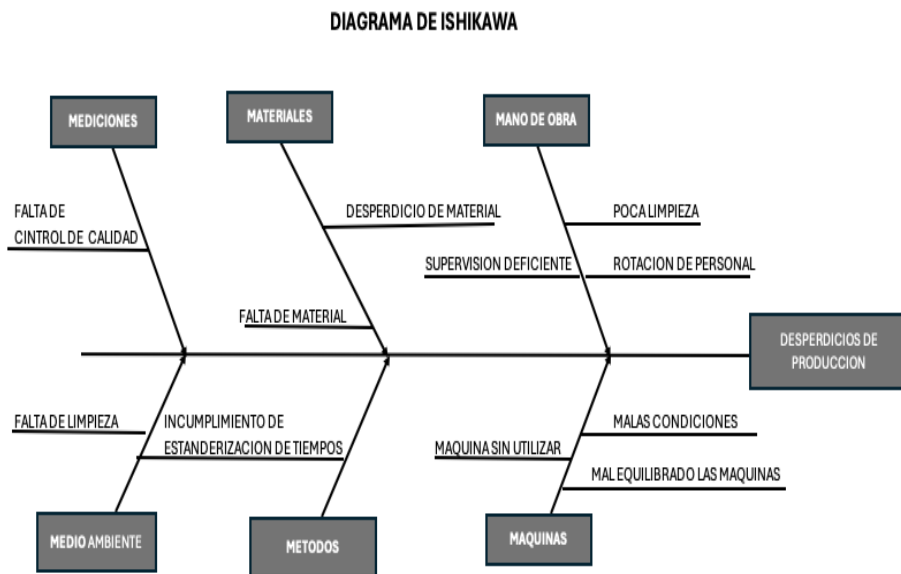 DIAGRAMA DE ISHIKAWA
MEDICIONES
MATERIALES
MANO DE OBRA
FALTA DE
CINTROL DE CALIDAD
DESPERDICIO DE MATERIAL
POCA LIMPIEZA
SUPERVISION DEFICIENTE
ROTACION DE PERSONAL
FALTA DE MATERIAL
DESPERDICIOS DE
PRODUCCION
FALTA DE LIMPIEZA
INCUMPLIMIENTO DE
ESTANDERIZACION DE TIEMPOS
MALAS CONDICIONES
MAQUINA SIN UTILIZAR
MAL EQUILIBRADO LAS MAQUINAS
MEDIO AMBIENTE
METODOS
MAQUINAS